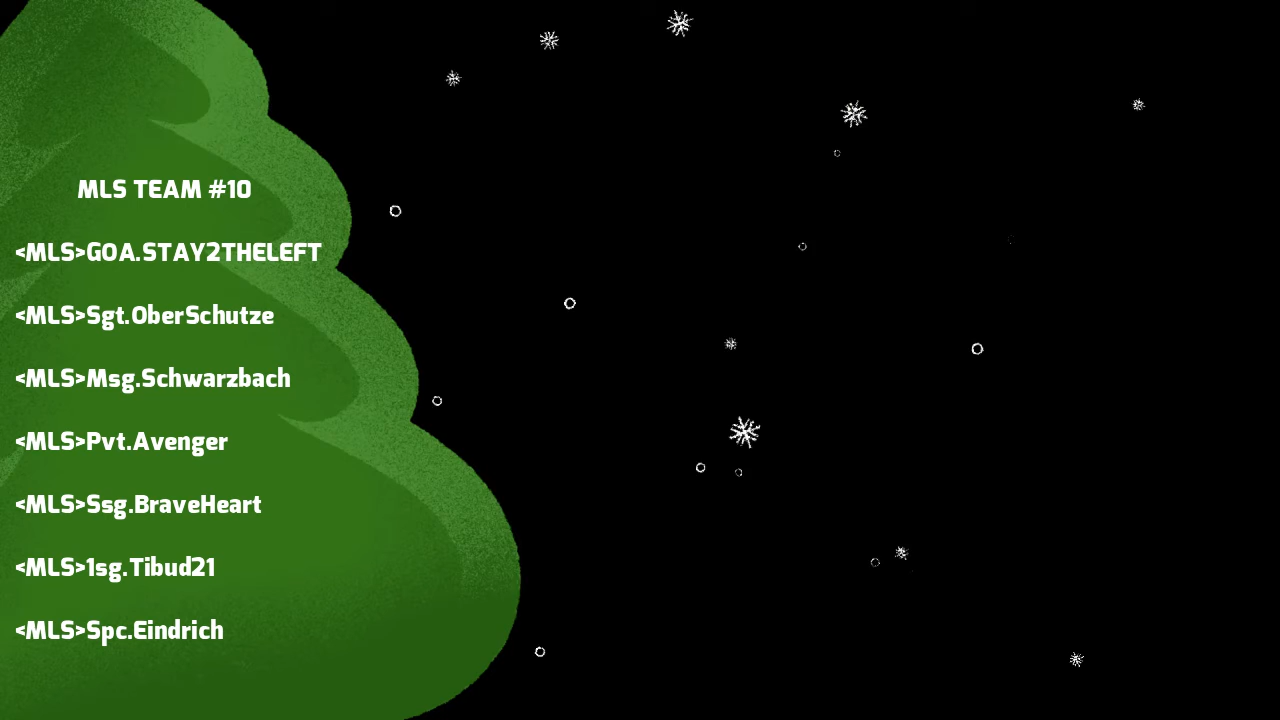 MLS TEAM #10
<MLS>GOA.STAY2THELEFT
<MLS>Sgt.OberSchutze
<MLS>Msg.Schwarzbach
<MLS>Pvt.Avenger
<MLS>Ssg.BraveHeart
<MLS>1sg.Tibud21
<MLS>Spc.Eindrich